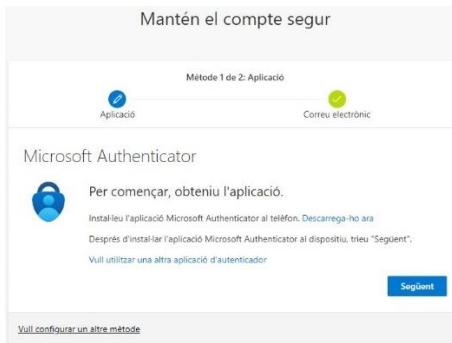 Mantén el compte segur
Mètode 1 de 2: Aplicació
Aplicació
Correu electrònic
Microsoft Authenticator
Per començar, obteniu l'aplicació.
Instal·leu l'aplicació Microsoft Authenticator al telèfon. Descarrega-ho ara
Després d'instal·lar l'aplicació Microsoft Authenticator al dispositiu, trieu "Següent".
Vull utilitzar una altra aplicació d'autenticador
Següent
Vull configurar un altre mètode